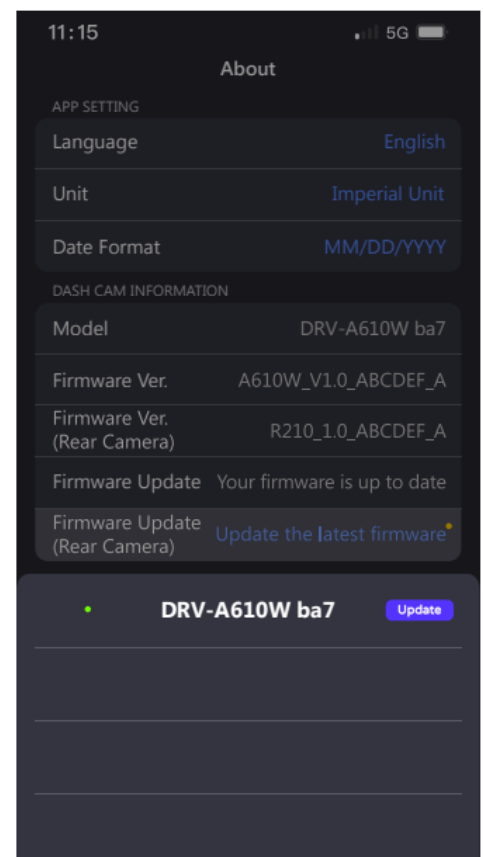 11:15 5G
About
APP SETTING
Language English
Unit Imperial Unit
Date Format MM/DD/YYYY
DASH CAM INFORMATION
Model DRV-A610W ba7
Firmware Ver. A610W_V1.0_ABCDEF_A
Firmware Ver.
(Rear Camera) R210_1.0_ABCDEF_A
Firmware Update Your firmware is up to date
Firmware Update
(Rear Camera) Update the latest firmware
DRV-A610W ba7 Update